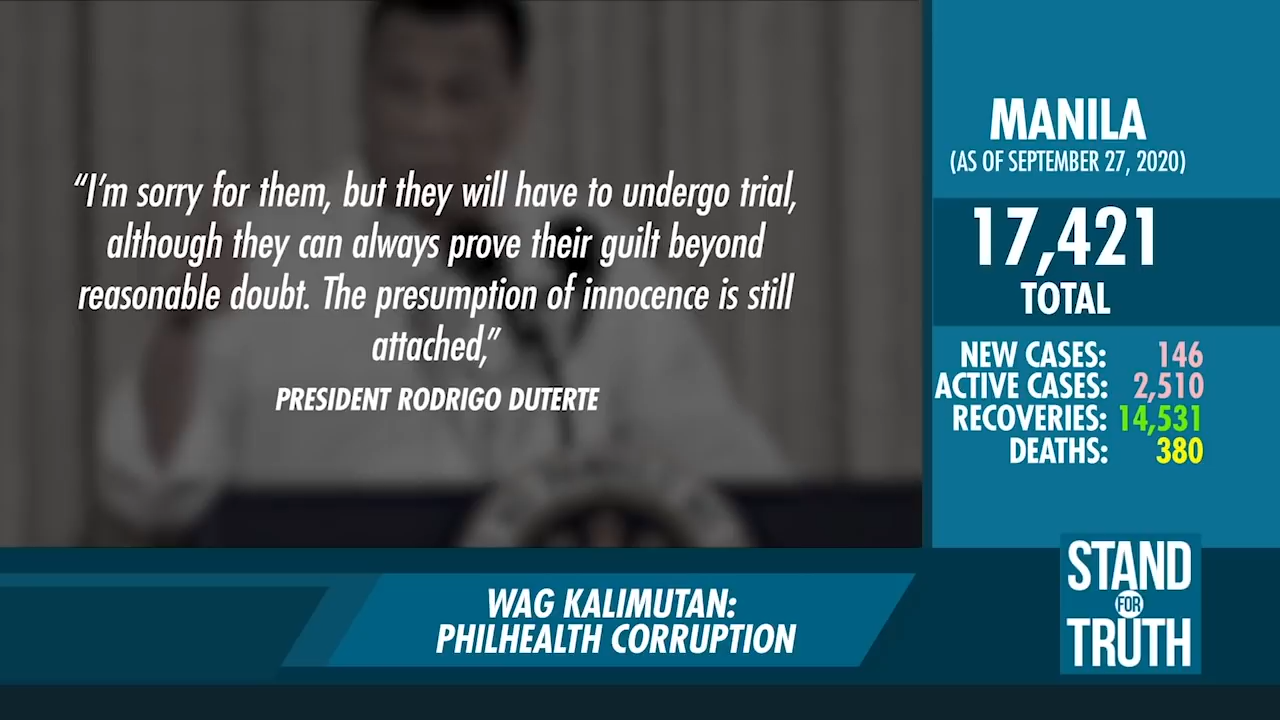 “I’m sorry for them, but they will have to undergo trial,
although they can always prove their guilt beyond
reasonable doubt. The presumption of innocence is still
attached,”
PRESIDENT RODRIGO DUTERTE
MANILA
(AS OF SEPTEMBER 27, 2020)
17,421
TOTAL
NEW CASES: 146
ACTIVE CASES: 2,510
RECOVERIES: 14,531
DEATHS: 380
WAG KALIMUTAN:
PHILHEALTH CORRUPTION
STAND
FOR
TRUTH